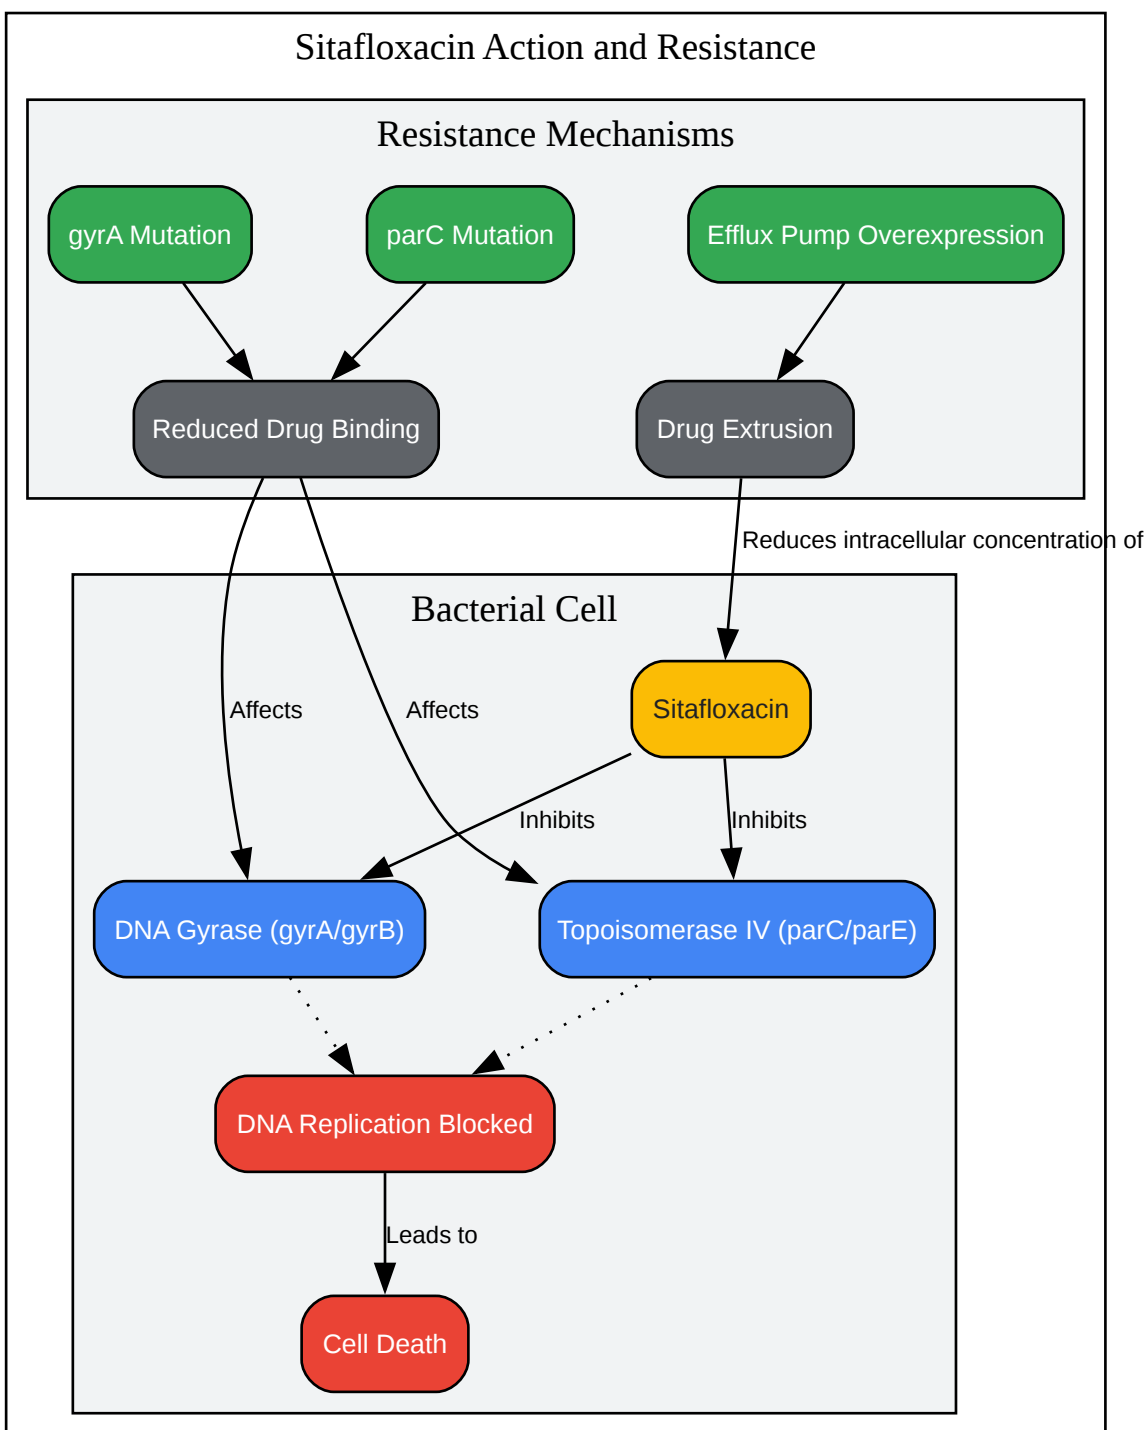 Sitafloxacin Action and Resistance
Resistance Mechanisms
gyrA Mutation
parC Mutation
Efflux Pump Overexpression
Reduced Drug Binding
Drug Extrusion
Reduces intracellular concentration of
Bacterial Cell
Sitafloxacin
Affects
Affects
Inhibits
Inhibits
DNA Gyrase (gyrA/gyrB)
Topoisomerase IV (parC/parE)
DNA Replication Blocked
Leads to
Cell Death